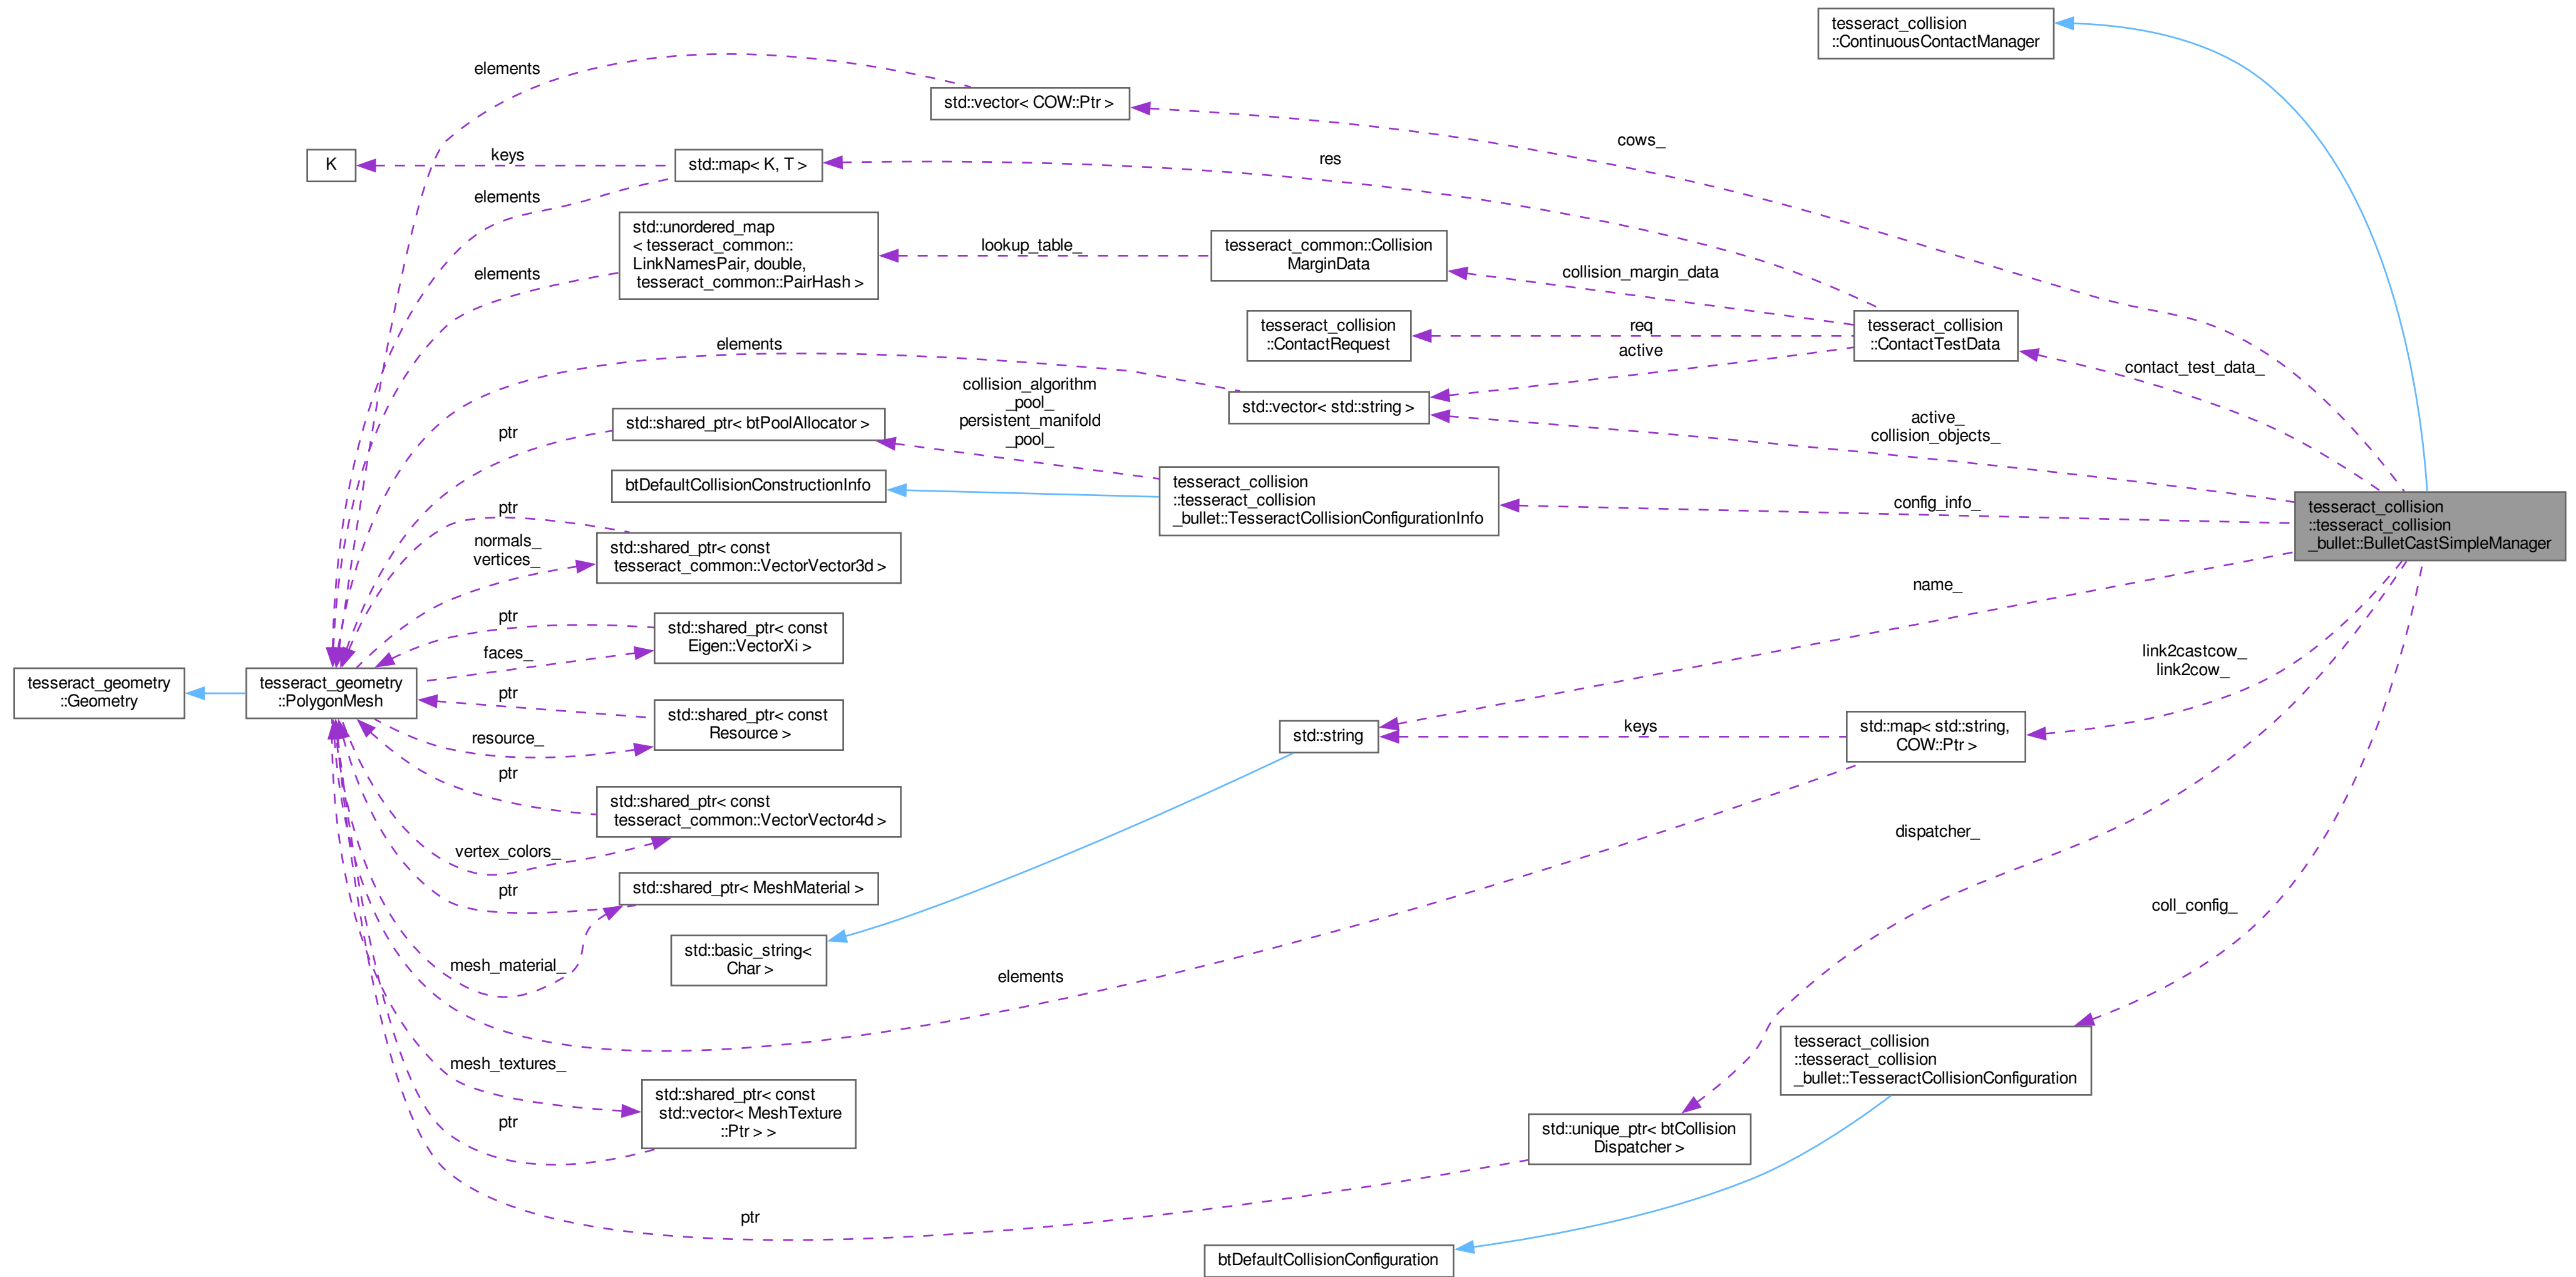 tesseract_collision
::ContinuousContactManager
elements
std::vector< COW::Ptr >
cows_
K
keys
std::map< K, T >
res
elements
std::unordered_map
< tesseract_common::
LinkNamesPair, double,
tesseract_common::PairHash >
elements
lookup_table_
tesseract_common::Collision
MarginData
collision_margin_data
tesseract_collision
::ContactRequest
req
active
tesseract_collision
::ContactTestData
contact_test_data_
elements
std::vector< std::string >
active_
collision_objects_
collision_algorithm
_pool_
persistent_manifold
_pool_
ptr
std::shared_ptr< btPoolAllocator >
btDefaultCollisionConstructionInfo
tesseract_collision
::tesseract_collision
_bullet::TesseractCollisionConfigurationInfo
config_info_
tesseract_collision
::tesseract_collision
_bullet::BulletCastSimpleManager
ptr
normals_
vertices_
std::shared_ptr< const
tesseract_common::VectorVector3d >
name_
ptr
faces_
std::shared_ptr< const
Eigen::VectorXi >
tesseract_geometry
::Geometry
tesseract_geometry
::PolygonMesh
ptr
resource_
std::shared_ptr< const
Resource >
link2castcow_
link2cow_
std::string
keys
std::map< std::string,
COW::Ptr >
ptr
std::shared_ptr< const
tesseract_common::VectorVector4d >
vertex_colors_
dispatcher_
ptr
std::shared_ptr< MeshMaterial >
coll_config_
std::basic_string<
Char >
mesh_material_
elements
mesh_textures_
tesseract_collision
::tesseract_collision
_bullet::TesseractCollisionConfiguration
std::shared_ptr< const
std::vector< MeshTexture
::Ptr > >
ptr
std::unique_ptr< btCollision
Dispatcher >
ptr
btDefaultCollisionConfiguration